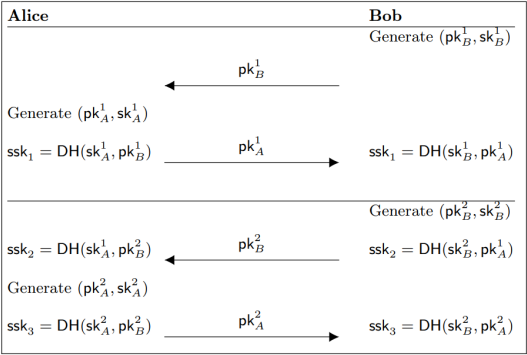 Alice Bob
Generate (pk_B^1, sk_B^1)
pk_B^1
Generate (pk_A^1, sk_A^1)
ssk_1 = DH(sk_A^1, pk_B^1) pk_A^1 ssk_1 = DH(sk_B^1, pk_A^1)
Generate (pk_B^2, sk_B^2)
ssk_2 = DH(sk_A^1, pk_B^2) pk_B^2 ssk_2 = DH(sk_B^2, pk_A^1)
Generate (pk_A^2, sk_A^2)
ssk_3 = DH(sk_A^2, pk_B^2) pk_A^2 ssk_3 = DH(sk_B^2, pk_A^2)